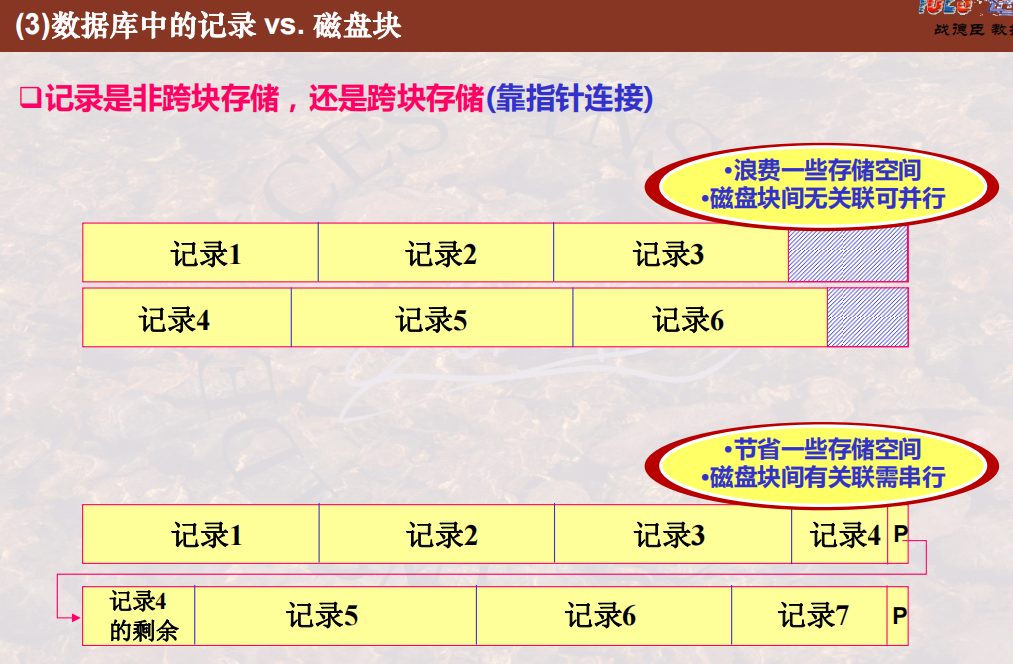 (3)数据库中的记录 vs. 磁盘块
战德臣 教
❑记录是非跨块存储，还是跨块存储(靠指针连接)
•浪费一些存储空间
•磁盘块间无关联可并行
记录1 记录2 记录3
记录4 记录5 记录6
•节省一些存储空间
•磁盘块间有关联需串行
记录1 记录2 记录3 记录4 P
记录4
的剩余 记录5 记录6 记录7 P